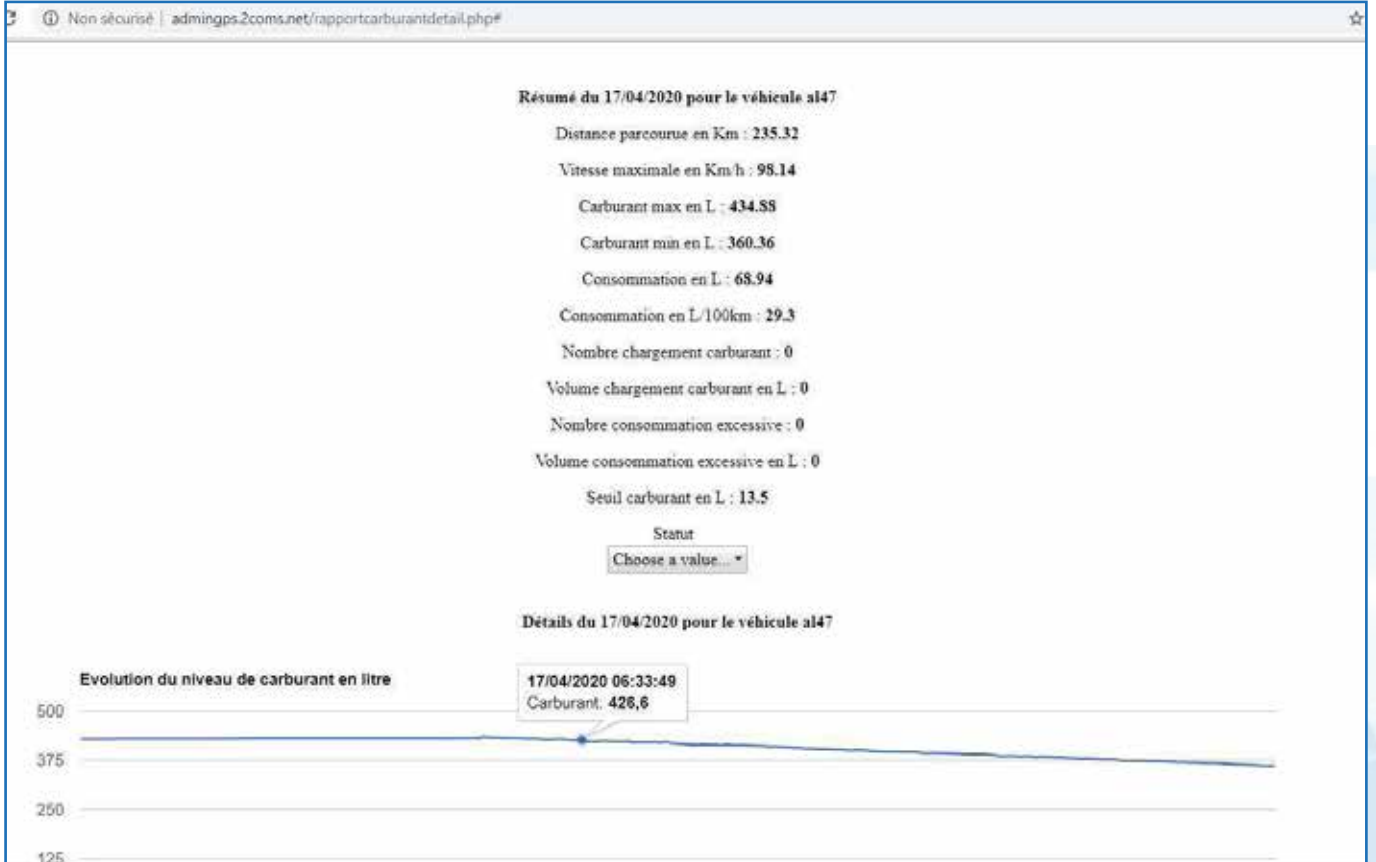 Non sécurisé | admingps.2coms.net/rapportcarburantdetail.php#
Résumé du 17/04/2020 pour le véhicule al47
Distance parcourue en Km : 235.32
Vitesse maximale en Km/h : 98.14
Carburant max en L : 434.88
Carburant min en L : 360.36
Consommation en L : 68.94
Consommation en L/100km : 29.3
Nombre chargement carburant : 0
Volume chargement carburant en L : 0
Nombre consommation excessive : 0
Volume consommation excessive en L : 0
Seuil carburant en L : 13.5
Statut
Choose a value...
Détails du 17/04/2020 pour le véhicule al47
Evolution du niveau de carburant en litre
17/04/2020 06:33:49
Carburant: 426,6
500
375
250
125